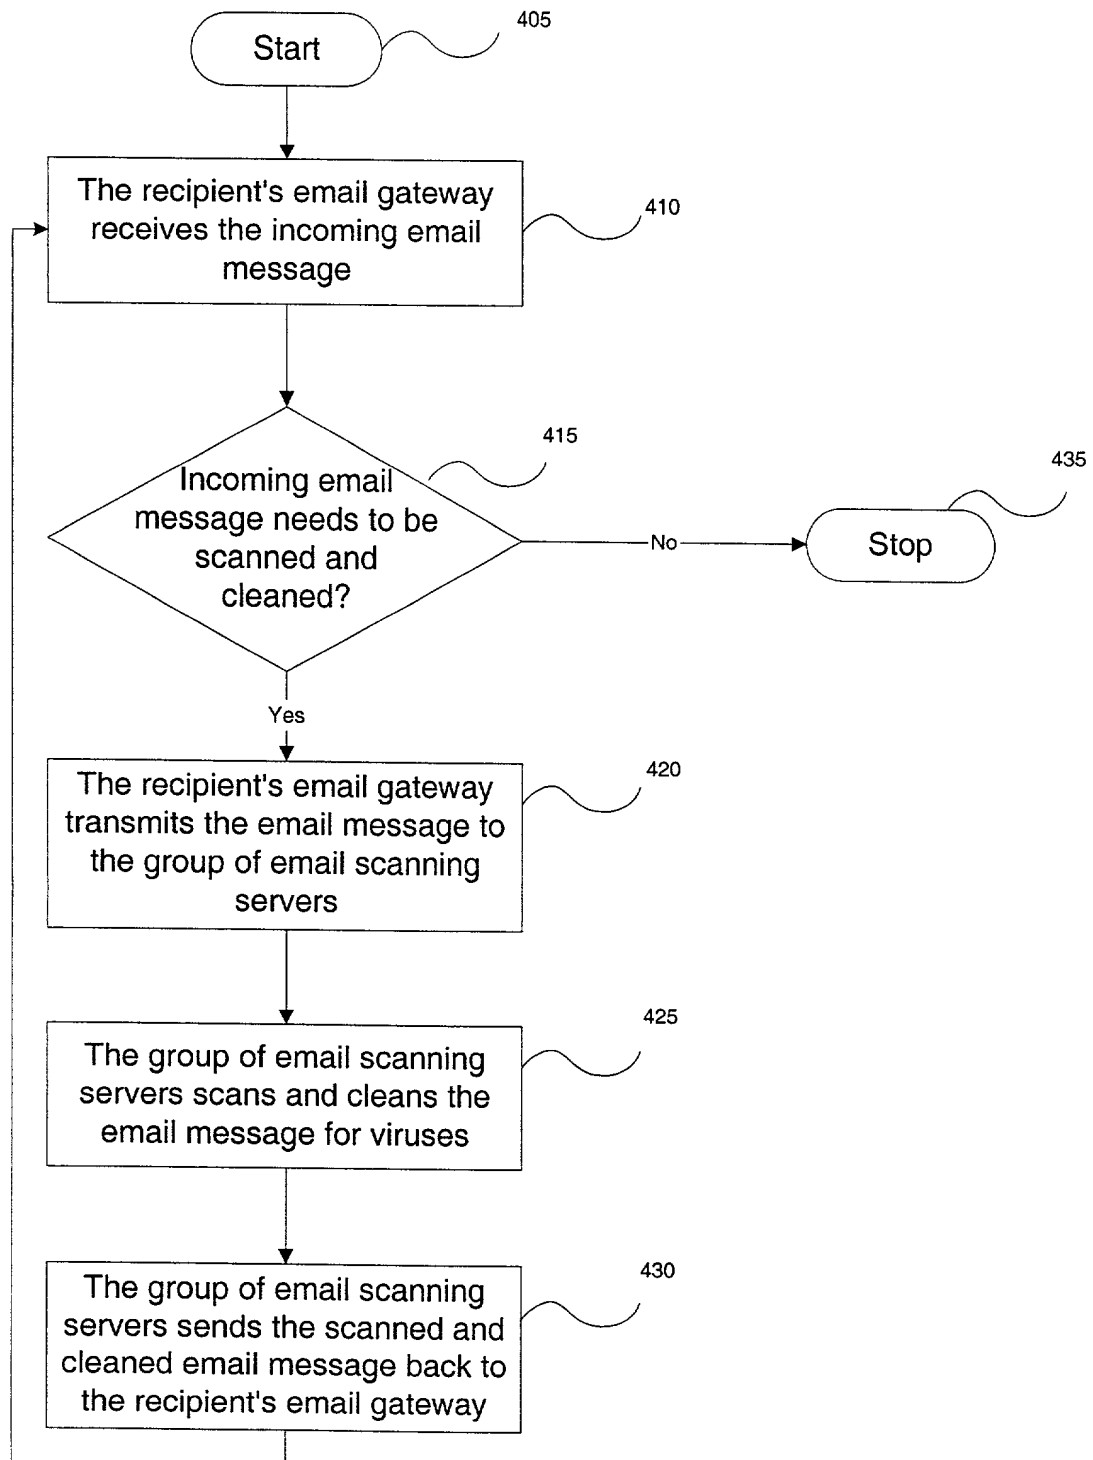 405
Start
The recipient's email gateway
receives the incoming email
message
410
415
Incoming email
message needs to be
scanned and
cleaned?
435
No
Stop
Yes
The recipient's email gateway
transmits the email message to
the group of email scanning
servers
420
The group of email scanning
servers scans and cleans the
email message for viruses
425
The group of email scanning
servers sends the scanned and
cleaned email message back to
the recipient's email gateway
430